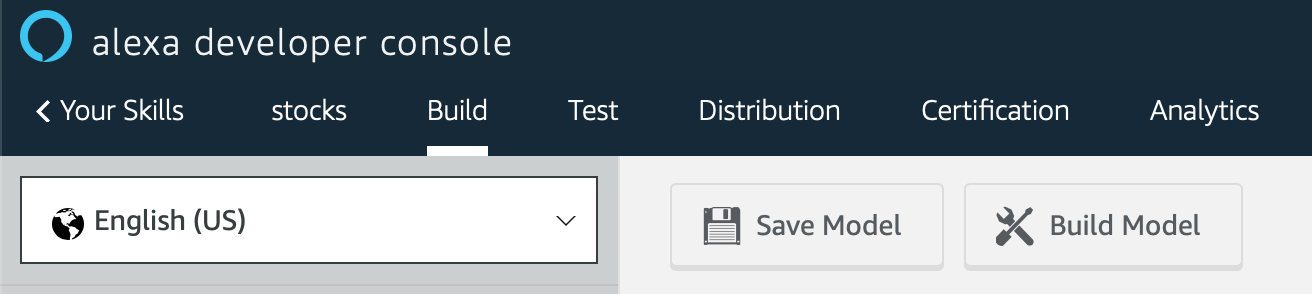 alexa developer console
Your Skills stocks Build Test Distribution Certification Analytics
English (US) Save Model Build Model